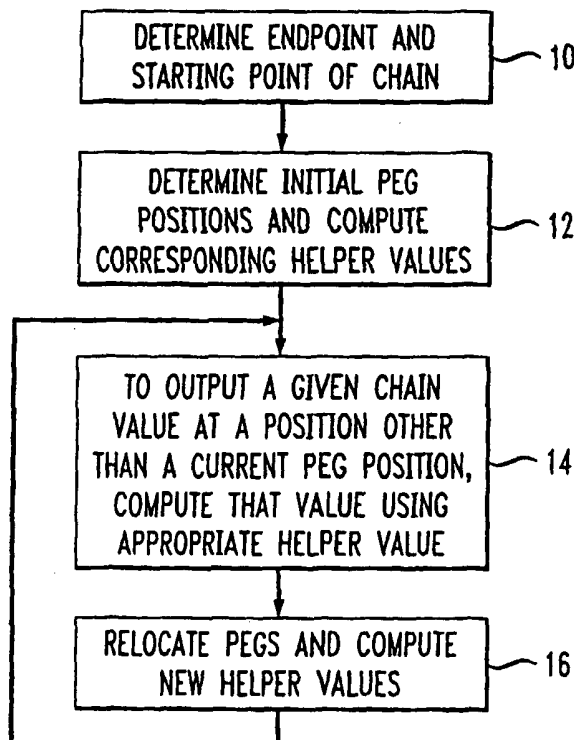 DETERMINE ENDPOINT AND
STARTING POINT OF CHAIN
10
DETERMINE INITIAL PEG
POSITIONS AND COMPUTE
CORRESPONDING HELPER VALUES
12
TO OUTPUT A GIVEN CHAIN
VALUE AT A POSITION OTHER
THAN A CURRENT PEG POSITION,
COMPUTE THAT VALUE USING
APPROPRIATE HELPER VALUE
14
RELOCATE PEGS AND COMPUTE
NEW HELPER VALUES
16